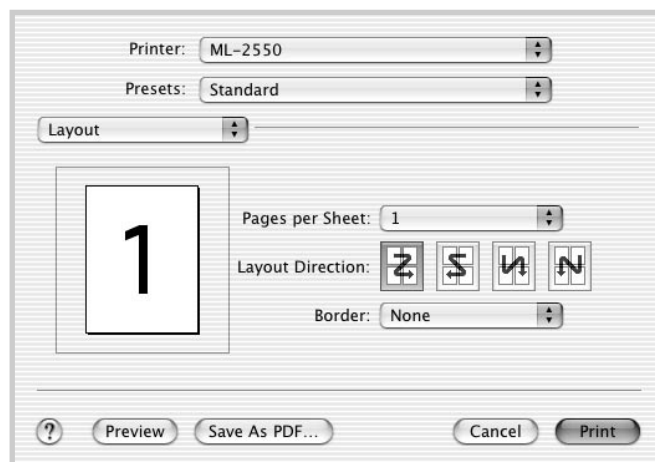 Printer: ML-2550
Presets: Standard
Layout
1
Pages per Sheet: 1
Layout Direction:
Border: None
? Preview Save As PDF... Cancel Print